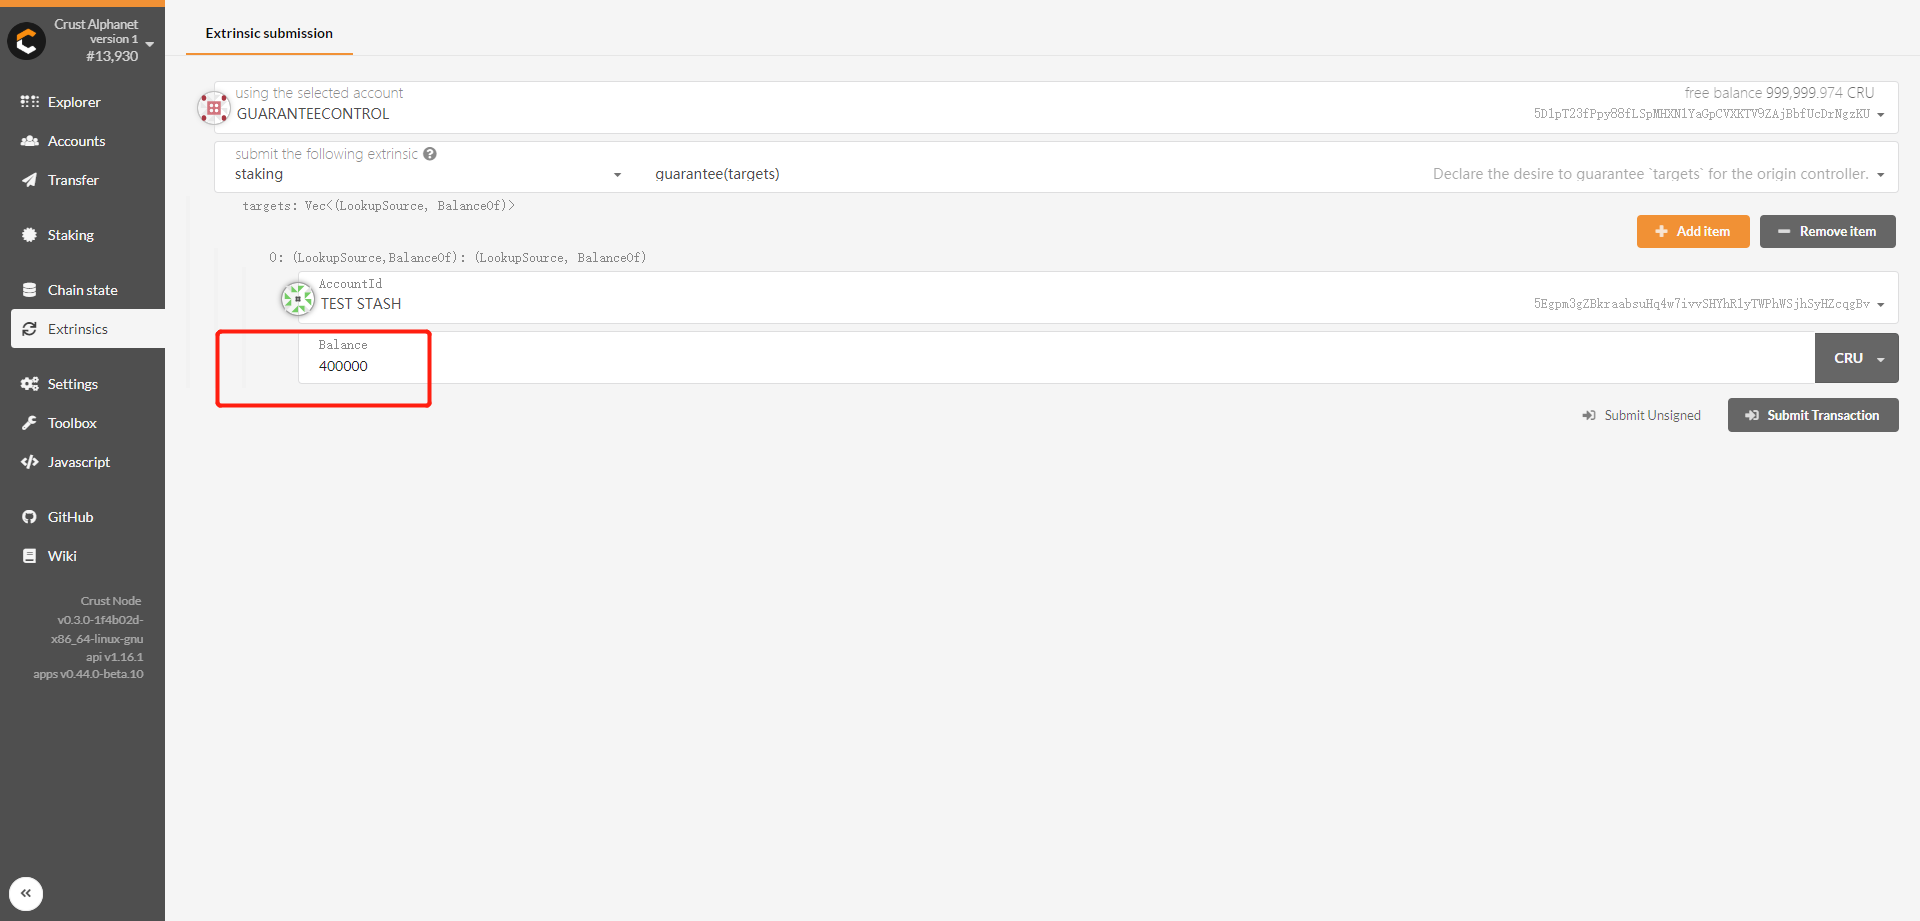 Crust Alphanet
version 1
#13,930
Explorer
Accounts
Transfer
Staking
Chain state
Extrinsics
Settings
Toolbox
Javascript
GitHub
Wiki
Crust Node
v0.3.0-1f4b02d-
x86_64-linux-gnu
api v1.16.1
apps v0.44.0-beta.10
Extrinsic submission
using the selected account
GUARANTEECONTROL
free balance 999,999.974 CRU
5D1pT23fPpy88fLSpMHXN1YaGpCVXKTV9ZAjBbfUcDrNgzKU
submit the following extrinsic
staking
guarantee(targets)
Declare the desire to guarantee `targets` for the origin controller.
targets: Vec<(LookupSource, BalanceOf)>
Add item
Remove item
0: (LookupSource,BalanceOf): (LookupSource, BalanceOf)
AccountId
TEST STASH
5Egpm3gZBkraabsuHq4w7ivvSHYhR1yTWPhWSjhSyHZcqgBv
Balance
400000
CRU
Submit Unsigned
Submit Transaction